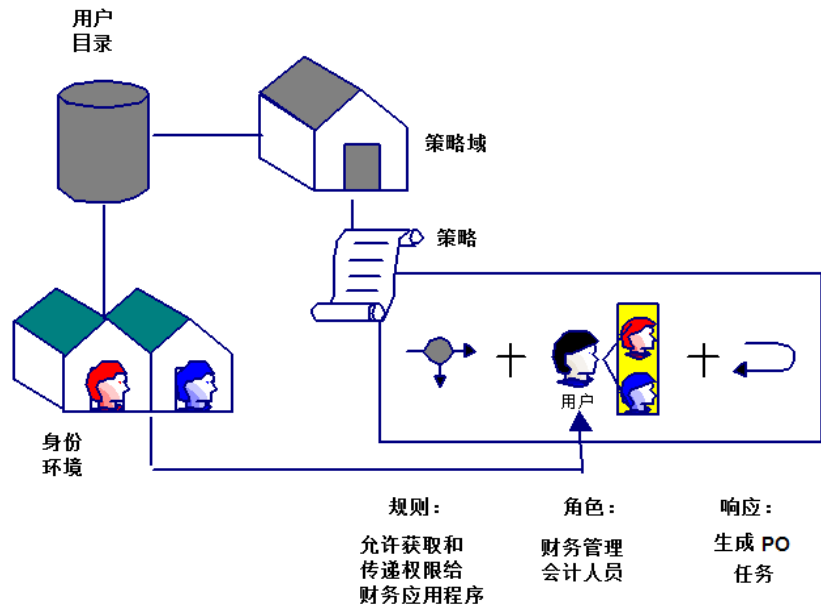 用户
目录
策略域
策略
用户
身份
环境
规则：
允许获取和
传递权限给
财务应用程序
角色：
财务管理
会计人员
响应：
生成 PO
任务